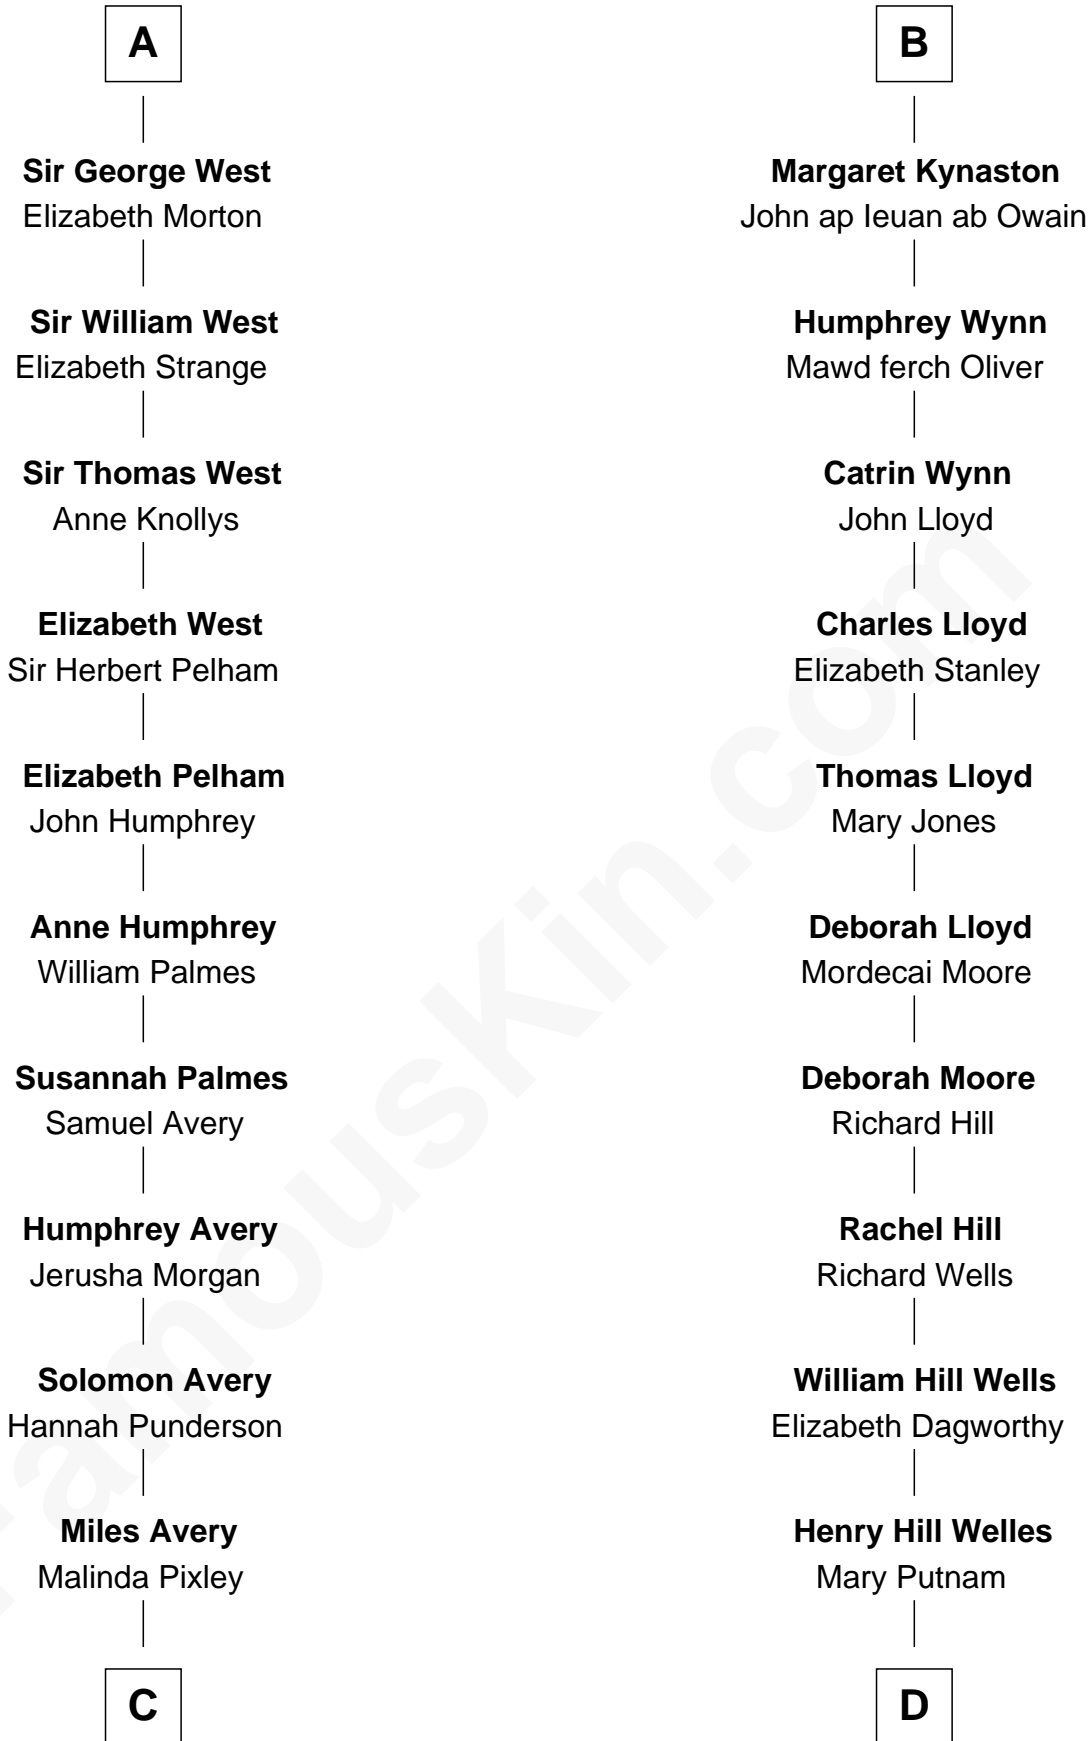 A
Sir George West
Elizabeth Morton
Sir William West
Elizabeth Strange
Sir Thomas West
Anne Knollys
Elizabeth West
Sir Herbert Pelham
Elizabeth Pelham
John Humphrey
Anne Humphrey
William Palmes
Susannah Palmes
Samuel Avery
Humphrey Avery
Jerusha Morgan
Solomon Avery
Hannah Punderson
Miles Avery
Malinda Pixley
C
B
Margaret Kynaston
John ap Ieuan ab Owain
Humphrey Wynn
Mawd ferch Oliver
Catrin Wynn
John Lloyd
Charles Lloyd
Elizabeth Stanley
Thomas Lloyd
Mary Jones
Deborah Lloyd
Mordecai Moore
Deborah Moore
Richard Hill
Rachel Hill
Richard Wells
William Hill Wells
Elizabeth Dagworthy
Henry Hill Welles
Mary Putnam
D
FamousKin.com